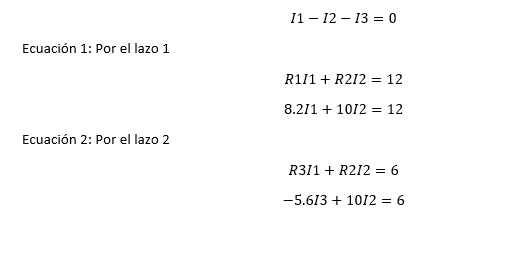 I1 − I2 − I3 = 0
Ecuación 1: Por el lazo 1
R1I1 + R2I2 = 12
8.2I1 + 10I2 = 12
Ecuación 2: Por el lazo 2
R3I1 + R2I2 = 6
−5.6I3 + 10I2 = 6